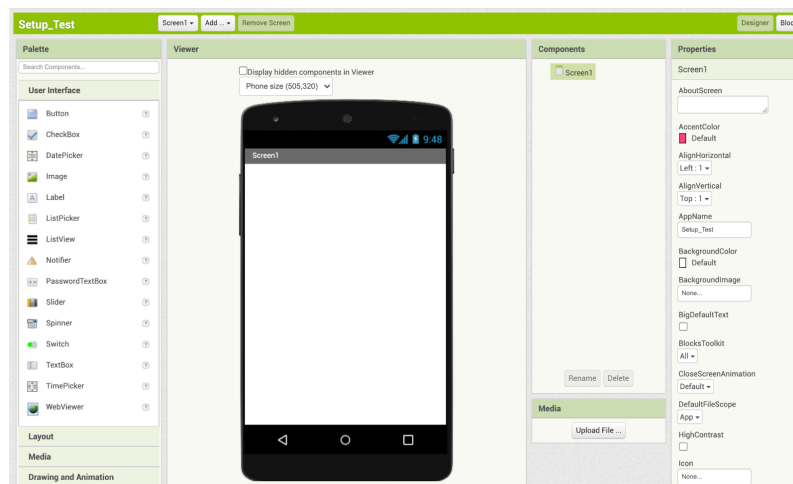 Setup_Test
Screen1
Add ...
Remove Screen
Designer
Bloc
Palette
Search Components...
User Interface
Button
CheckBox
DatePicker
Image
Label
ListPicker
ListView
Notifier
PasswordTextBox
Slider
Spinner
Switch
TextBox
TimePicker
WebViewer
Layout
Media
Drawing and Animation
Viewer
Display hidden components in Viewer
Phone size (505,320)
9:48
Screen1
Components
Screen1
Rename
Delete
Media
Upload File ...
Properties
Screen1
AboutScreen
AccentColor
Default
AlignHorizontal
Left : 1
AlignVertical
Top : 1
AppName
Setup_Test
BackgroundColor
Default
BackgroundImage
None...
BigDefaultText
BlocksToolkit
All
CloseScreenAnimation
Default
DefaultFileScope
App
HighContrast
Icon
None...